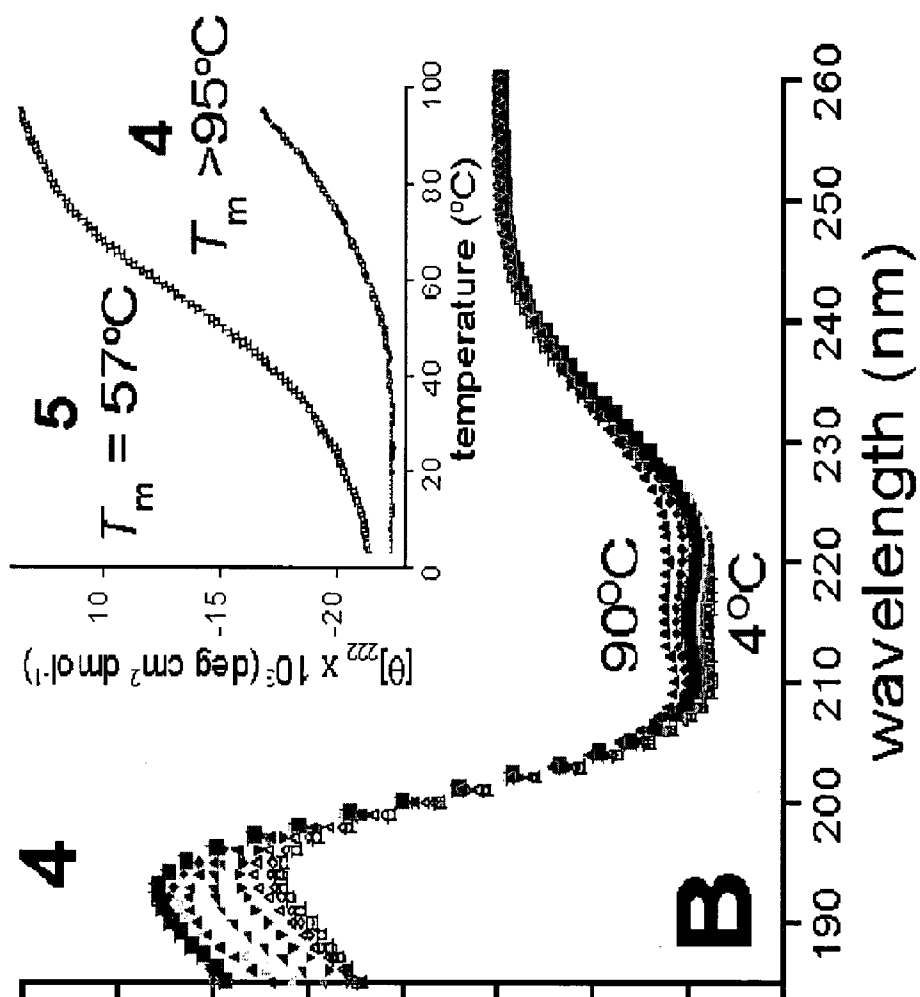 4
5
T_m = 57°C
4
T_m >95°C
10
-15
-20
[θ]₂₂₂ x 10³ (deg cm² dmol⁻¹)
0
20
40
60
80
100
temperature (°C)
90°C
4°C
B
190
200
210
220
230
240
250
260
wavelength (nm)